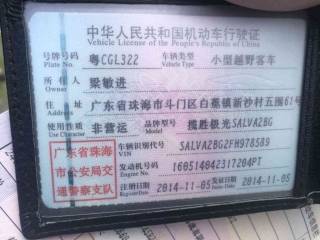 中华人民共和国机动车行驶证
Vehicle License of the People's Republic of China
号牌号码 Plate No. 粤CGL322 车辆类型 Vehicle Type 小型越野客车
所有人 Owner 梁敏进
住址 Address 广东省珠海市斗门区白蕉镇新沙村五围61号
使用性质 Use Character 非营运 品牌型号 Model 揽胜极光SALVA2BG
广东省珠海
市公安局交
通警察支队
车辆识别代号 VIN SALVA2BG2FH978589
发动机号码 Engine No. 160514842317204PT
注册日期 Register Date 2014-11-05 发证日期 Issue Date 2014-11-05